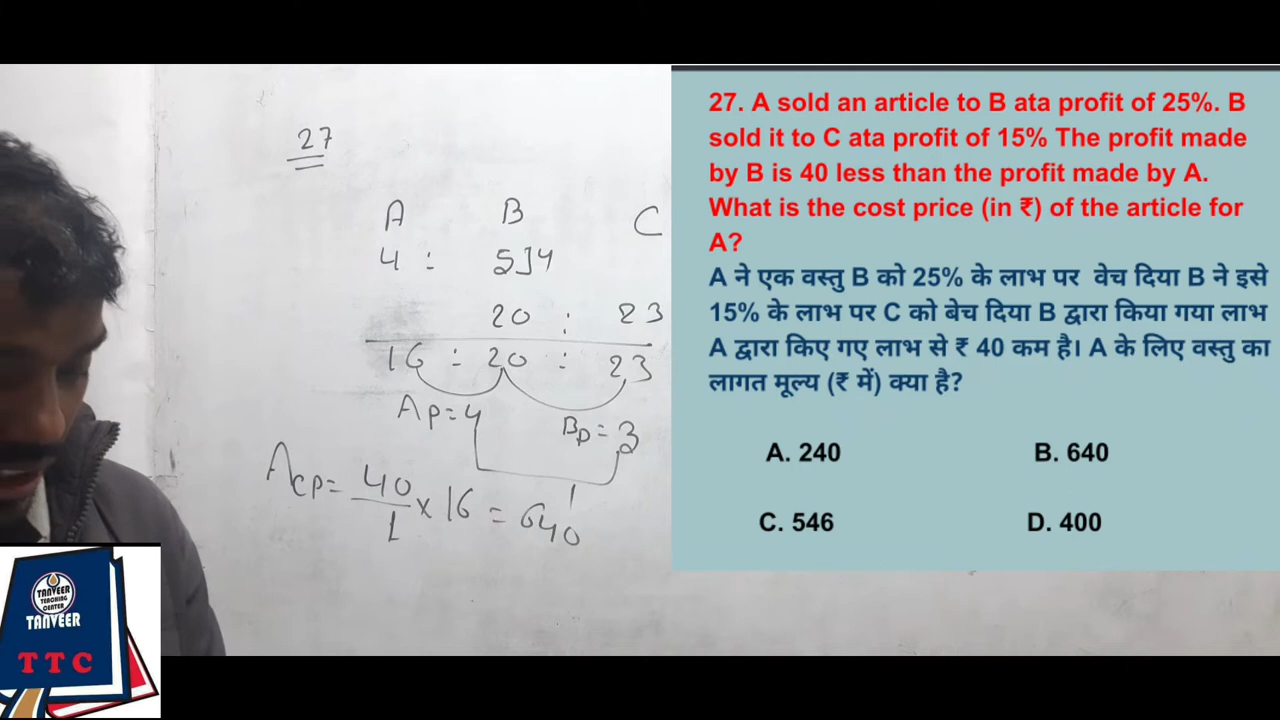 27
A B C
4 : 5]4
20 : 23
16 : 20 : 23
Ap=4 Bp=3
1
Acp= 40/1 × 16 = 640
27. A sold an article to B ata profit of 25%. B
sold it to C ata profit of 15% The profit made
by B is 40 less than the profit made by A.
What is the cost price (in ₹) of the article for
A?
A ने एक वस्तु B को 25% के लाभ पर वेच दिया B ने इसे
15% के लाभ पर C को बेच दिया B द्वारा किया गया लाभ
A द्वारा किए गए लाभ से ₹ 40 कम है। A के लिए वस्तु का
लागत मूल्य (₹ में) क्या है?
A. 240 B. 640
C. 546 D. 400
TANVEER
TEACHING
CENTER
TANVEER
TTC